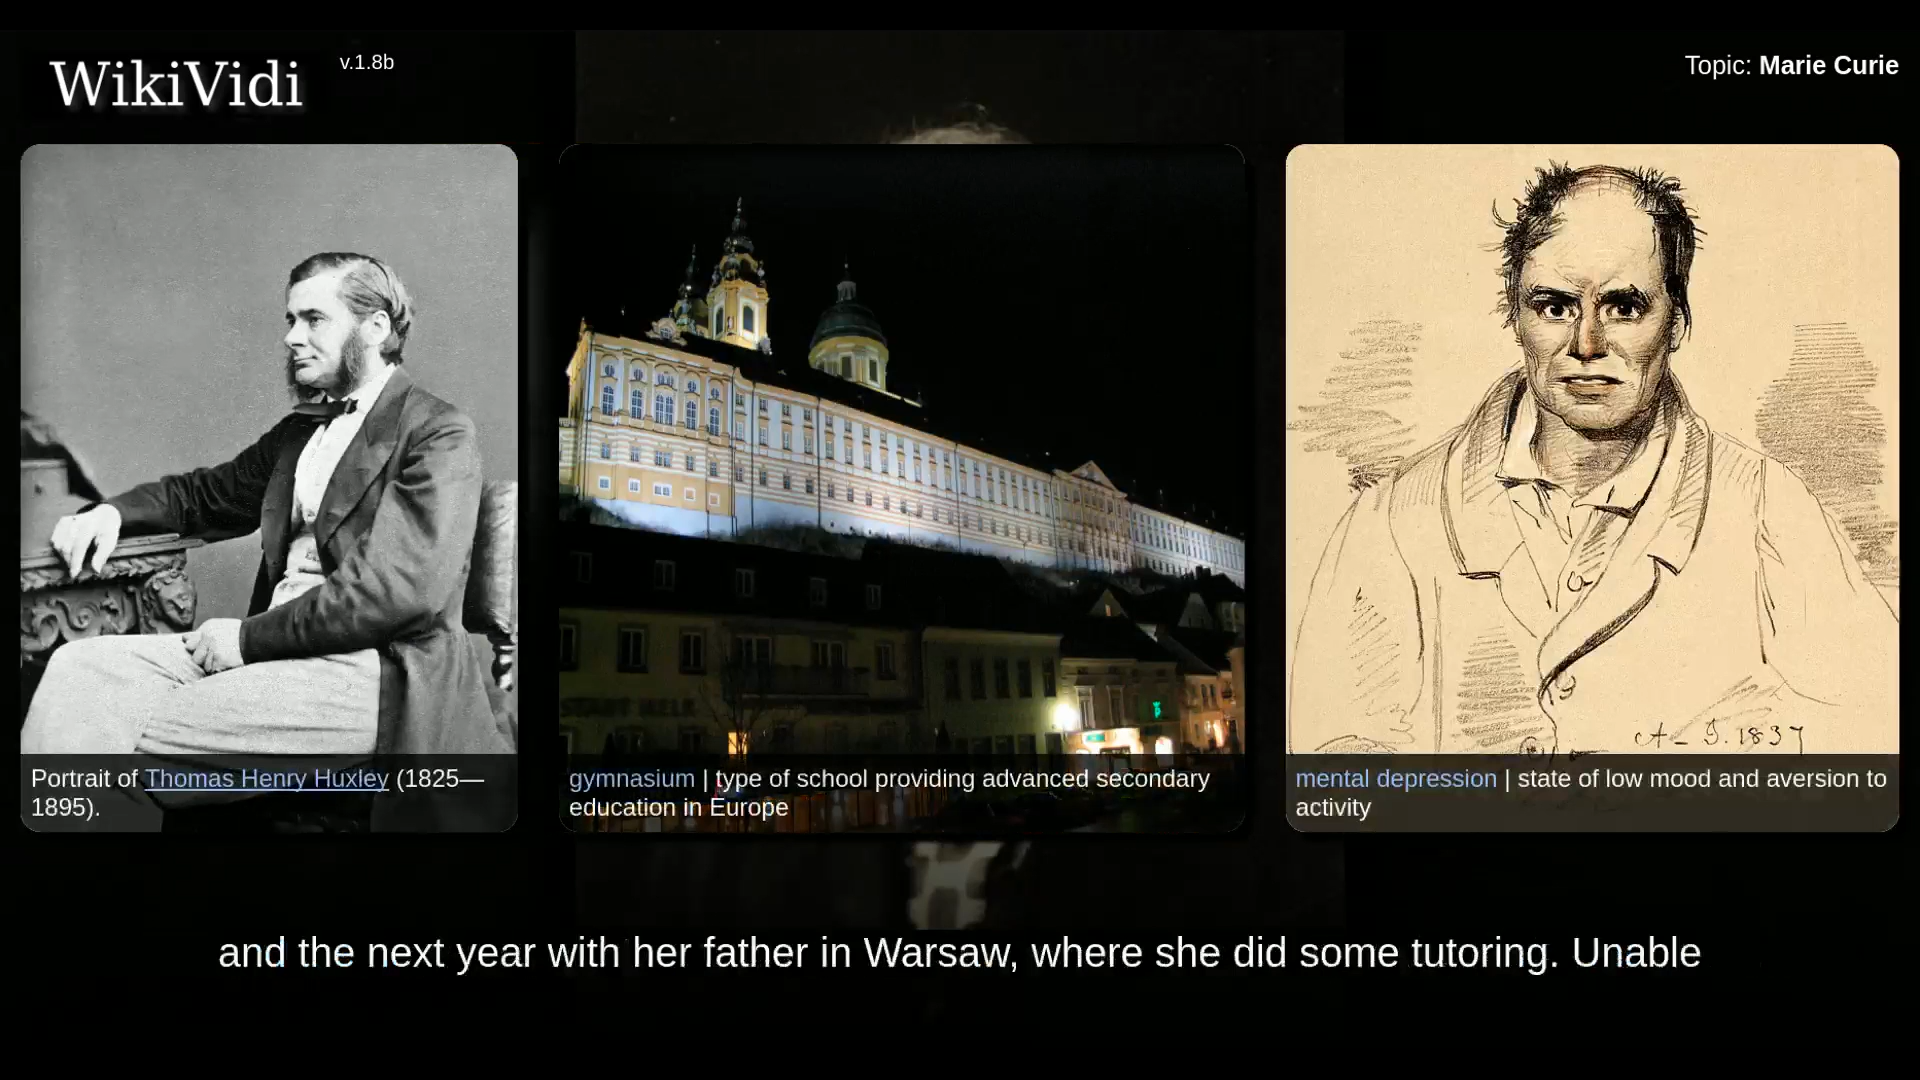 WikiVidi
v.1.8b
Topic: Marie Curie
Portrait of Thomas Henry Huxley (1825—
1895).
gymnasium | type of school providing advanced secondary
education in Europe
A- J. 1837
mental depression | state of low mood and aversion to
activity
and the next year with her father in Warsaw, where she did some tutoring. Unable